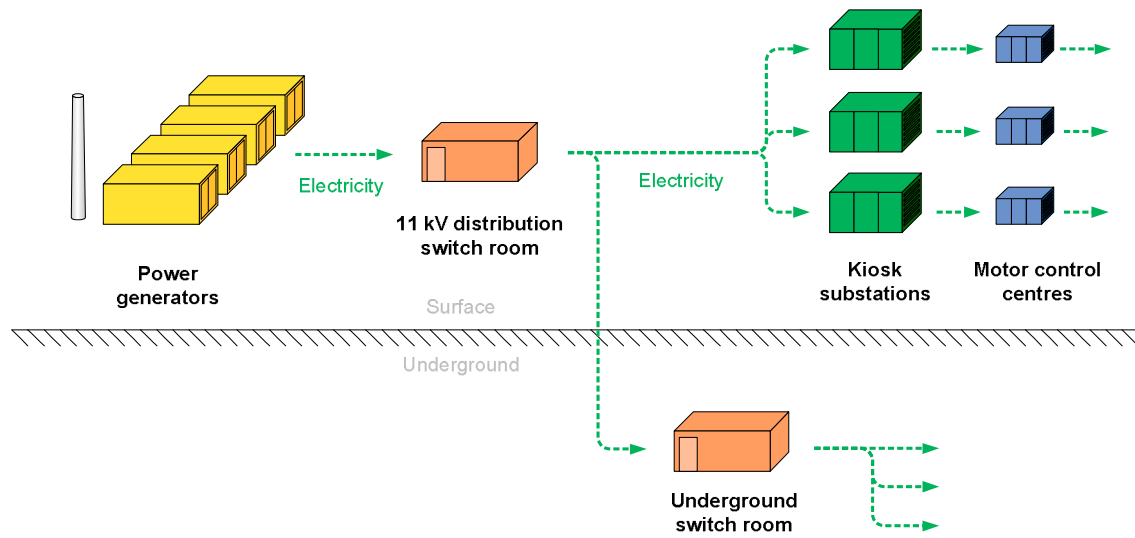 Electricity
Electricity
11 kV distribution
switch room
Power
generators
Kiosk
substations
Motor control
centres
Surface
Underground
Underground
switch room